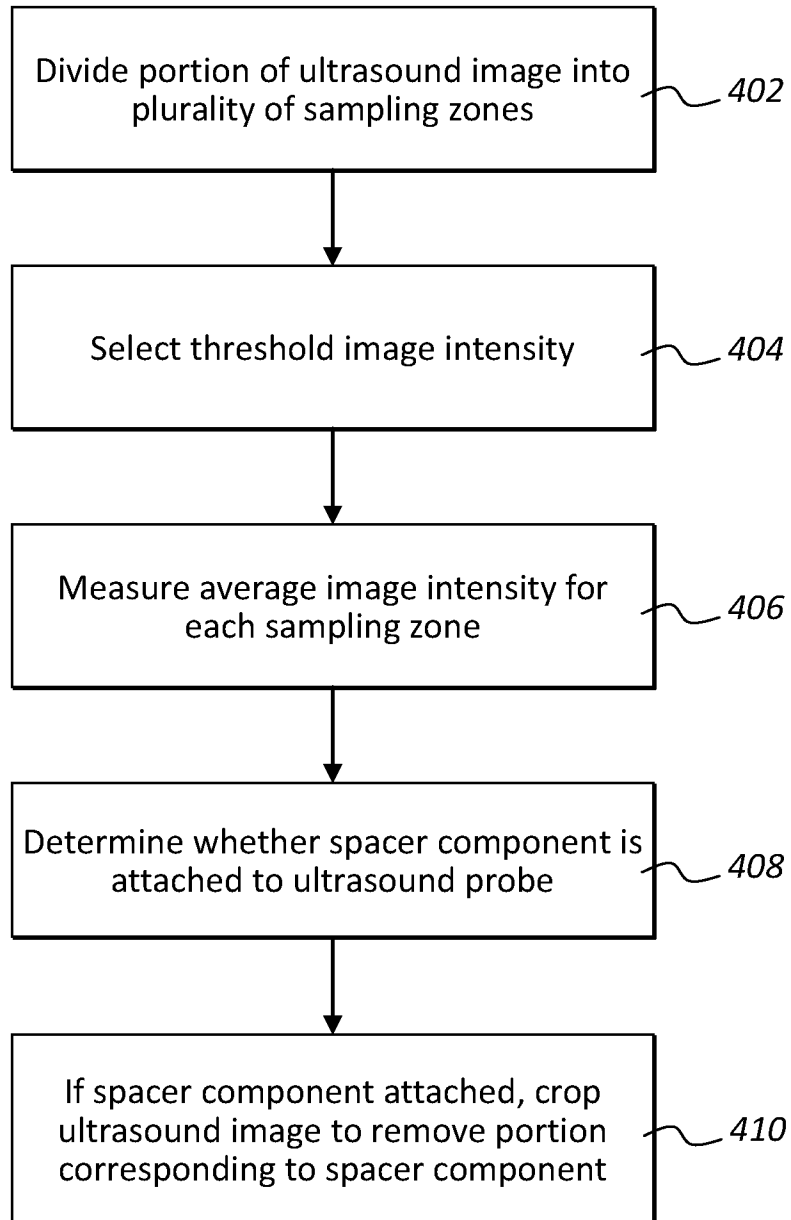 Divide portion of ultrasound image into
plurality of sampling zones
402
Select threshold image intensity
404
Measure average image intensity for
each sampling zone
406
Determine whether spacer component is
attached to ultrasound probe
408
If spacer component attached, crop
ultrasound image to remove portion
corresponding to spacer component
410